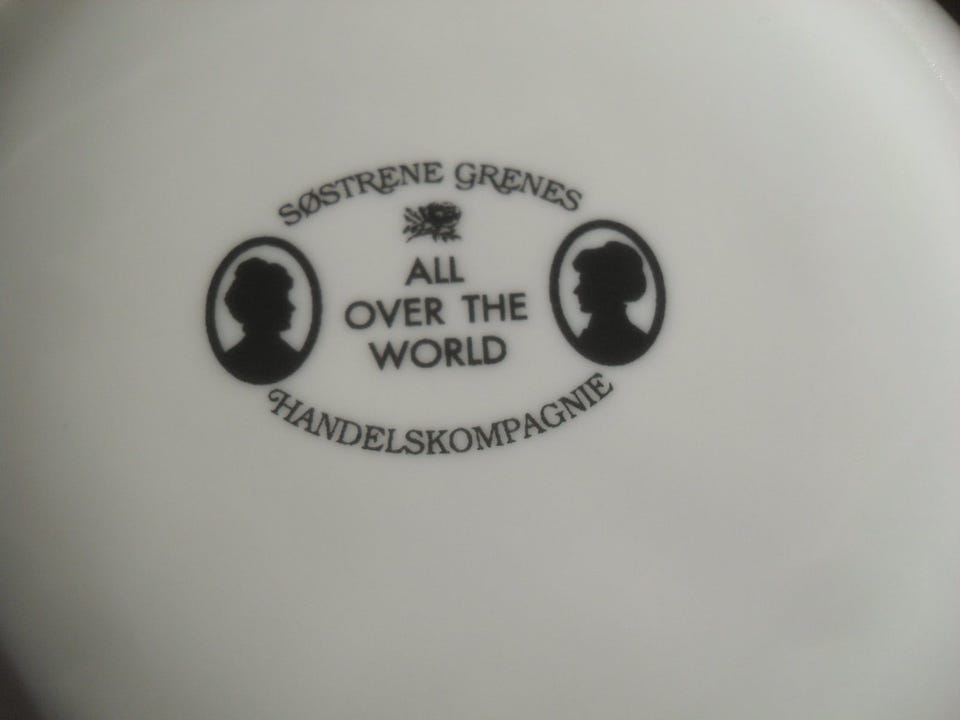 SØSTRENE GRENES
ALL
OVER THE
WORLD
HANDELSKOMPAGNIE